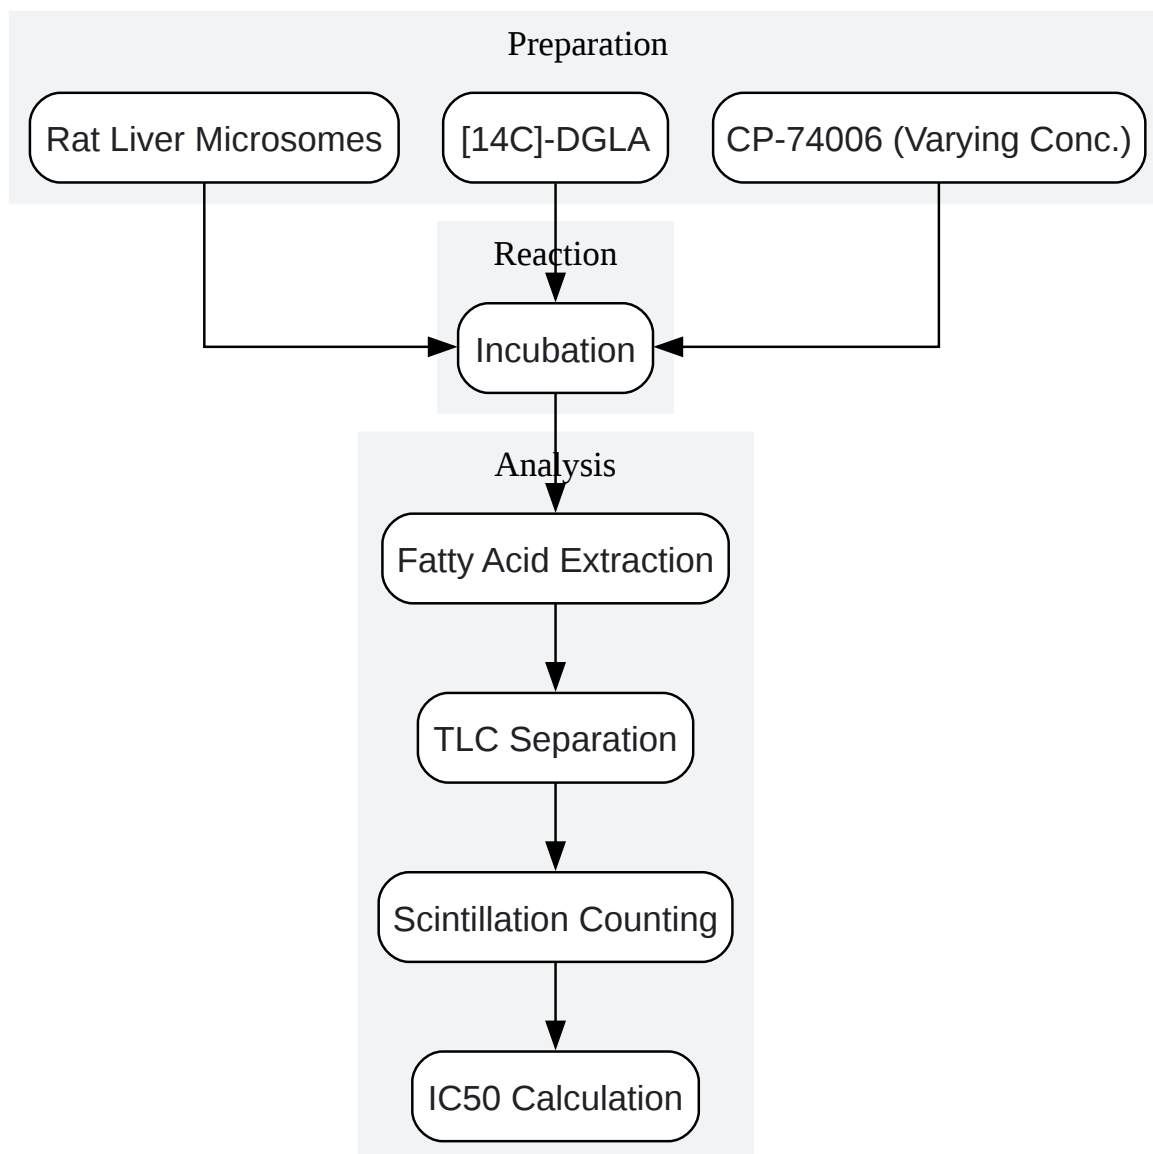 Preparation
Rat Liver Microsomes
[14C]-DGLA
CP-74006 (Varying Conc.)
Reaction
Incubation
Analysis
Fatty Acid Extraction
TLC Separation
Scintillation Counting
IC50 Calculation